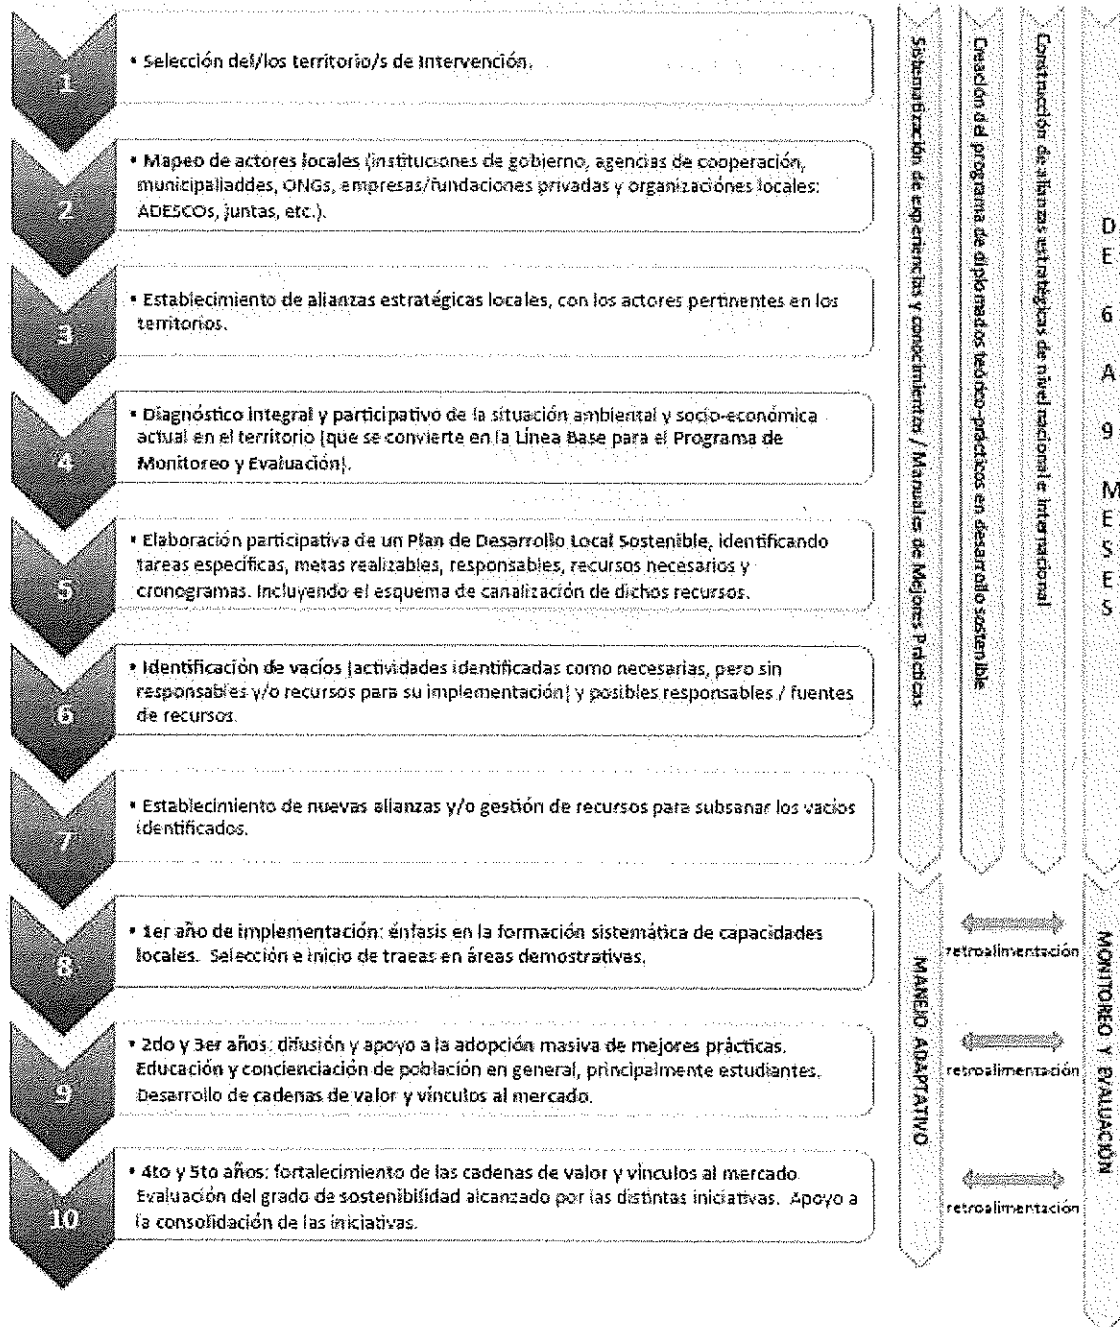 1
• Selección del/los territorio/s de intervención.
2
• Mapeo de actores locales (instituciones de gobierno, agencias de cooperación,
municipaliaddes, ONGs, empresas/fundaciones privadas y organizaciónes locales:
ADESCOs, juntas, etc.).
3
• Establecimiento de alianzas estratégicas locales, con los actores pertinentes en los
territorios.
4
• Diagnóstico integral y participativo de la situación ambiental y socio-económica
actual en el territorio (que se convierte en la Línea Base para el Programa de
Monitoreo y Evaluación).
5
• Elaboración participativa de un Plan de Desarrollo Local Sostenible, identificando
tareas específicas, metas realizables, responsables, recursos necesarios y
cronogramas. Incluyendo el esquema de canalización de dichos recursos.
6
• Identificación de vacíos (actividades identificadas como necesarias, pero sin
responsables y/o recursos para su implementación) y posibles responsables / fuentes
de recursos.
7
• Establecimiento de nuevas alianzas y/o gestión de recursos para subsanar los vacíos
identificados.
8
• 1er año de implementación: énfasis en la formación sistemática de capacidades
locales. Selección e inicio de traeas en áreas demostrativas.
9
• 2do y 3er años: difusión y apoyo a la adopción masiva de mejores prácticas.
Educación y concienciación de población en general, principalmente estudiantes.
Desarrollo de cadenas de valor y vínculos al mercado.
10
• 4to y 5to años: fortalecimiento de las cadenas de valor y vínculos al mercado.
Evaluación del grado de sostenibilidad alcanzado por las distintas iniciativas. Apoyo a
la consolidación de las iniciativas.
Sistematización de experiencias y conocimientos / Manuales de Mejores Prácticas
Creación del programa de diplomados teórico-prácticos en desarrollo sostenible
Construcción de alianzas estratégicas de nivel nacional e internacional
DE 6 A 9 MESES
MANEJO ADAPTATIVO
retroalimentación
retroalimentación
retroalimentación
MONITOREO Y EVALUACIÓN